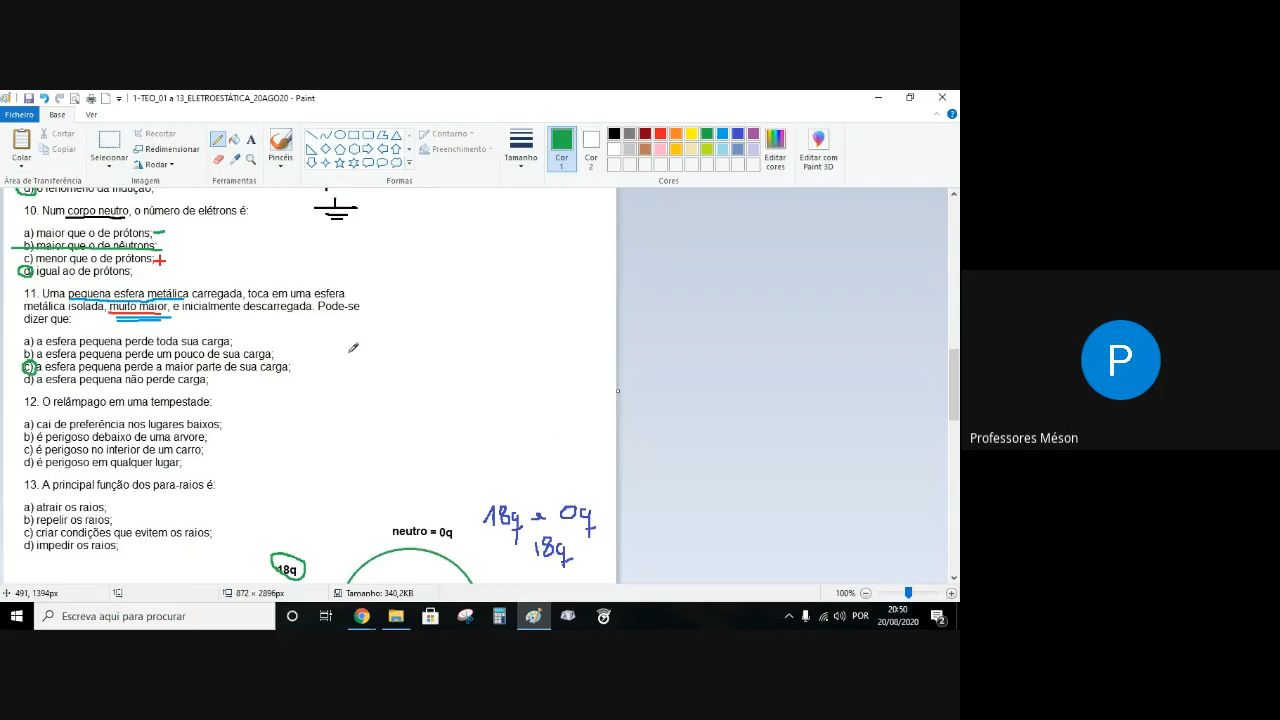 1-TEO_01 a 13_ELETROESTÁTICA_20AGO20 - Paint
Ficheiro Base Ver
Colar
Cortar
Copiar
Área de Transferência
Selecionar
Recortar
Redimensionar
Rodar
Imagem
A
Ferramentas
Pincéis
Contorno
Preenchimento
Formas
Tamanho
Cor 1
Cor 2
Editar cores
Cores
Editar com Paint 3D
d) o fenômeno da indução;
10. Num corpo neutro, o número de elétrons é:
a) maior que o de prótons; -
b) maior que o de nêutrons;
c) menor que o de prótons; +
d) igual ao de prótons;
11. Uma pequena esfera metálica carregada, toca em uma esfera
metálica isolada, muito maior, e inicialmente descarregada. Pode-se
dizer que:
a) a esfera pequena perde toda sua carga;
b) a esfera pequena perde um pouco de sua carga;
c) a esfera pequena perde a maior parte de sua carga;
d) a esfera pequena não perde carga;
12. O relâmpago em uma tempestade:
a) cai de preferência nos lugares baixos;
b) é perigoso debaixo de uma arvore;
c) é perigoso no interior de um carro;
d) é perigoso em qualquer lugar;
13. A principal função dos para-raios é:
a) atrair os raios;
b) repelir os raios;
c) criar condições que evitem os raios;
d) impedir os raios;
neutro = 0q
18q e 0q
18q
18q
491, 1394px
872 × 2896px
Tamanho: 340,2KB
100%
Escreva aqui para procurar
POR
20:50
20/08/2020
2
P
Professores Méson